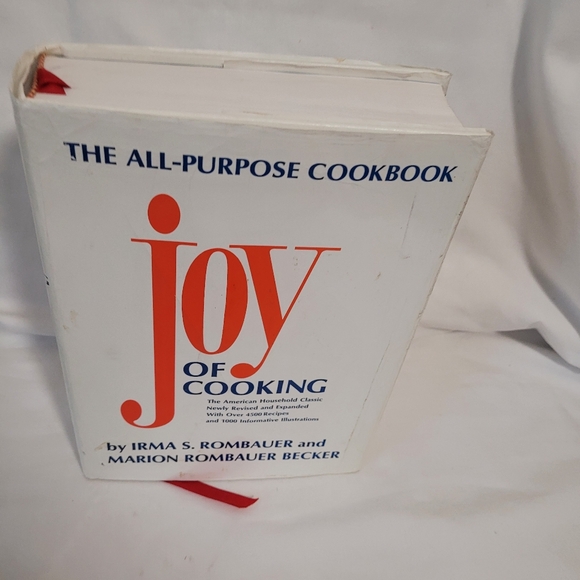 THE ALL-PURPOSE COOKBOOK
joy
OF
COOKING
The American Household Classic
Newly Revised and Expanded
With Over 4500 Recipes
and 1000 Informative Illustrations
by IRMA S. ROMBAUER and
MARION ROMBAUER BECKER